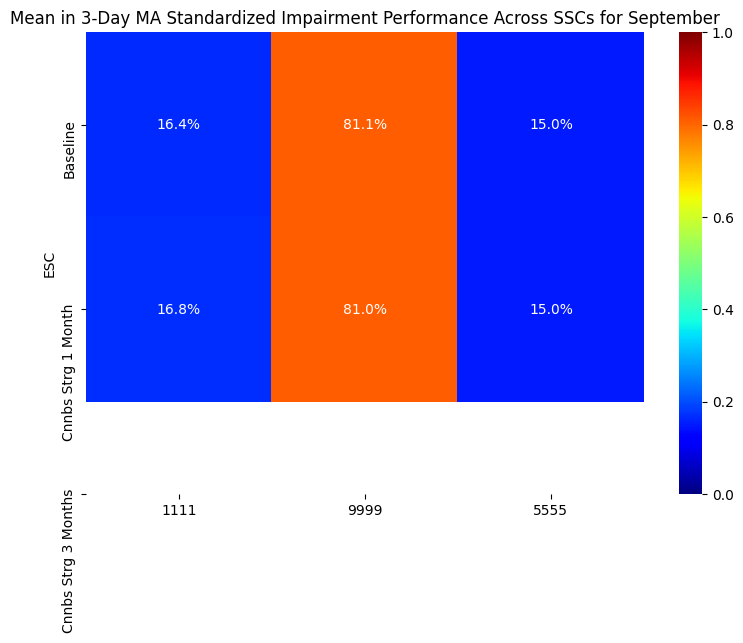 Mean in 3-Day MA Standardized Impairment Performance Across SSCs for September
ESC
Baseline
16.4% 81.1% 15.0%
Cnnbs Strg 1 Month
16.8% 81.0% 15.0%
Cnnbs Strg 3 Months
1111 9999 5555
1.0
0.8
0.6
0.4
0.2
0.0